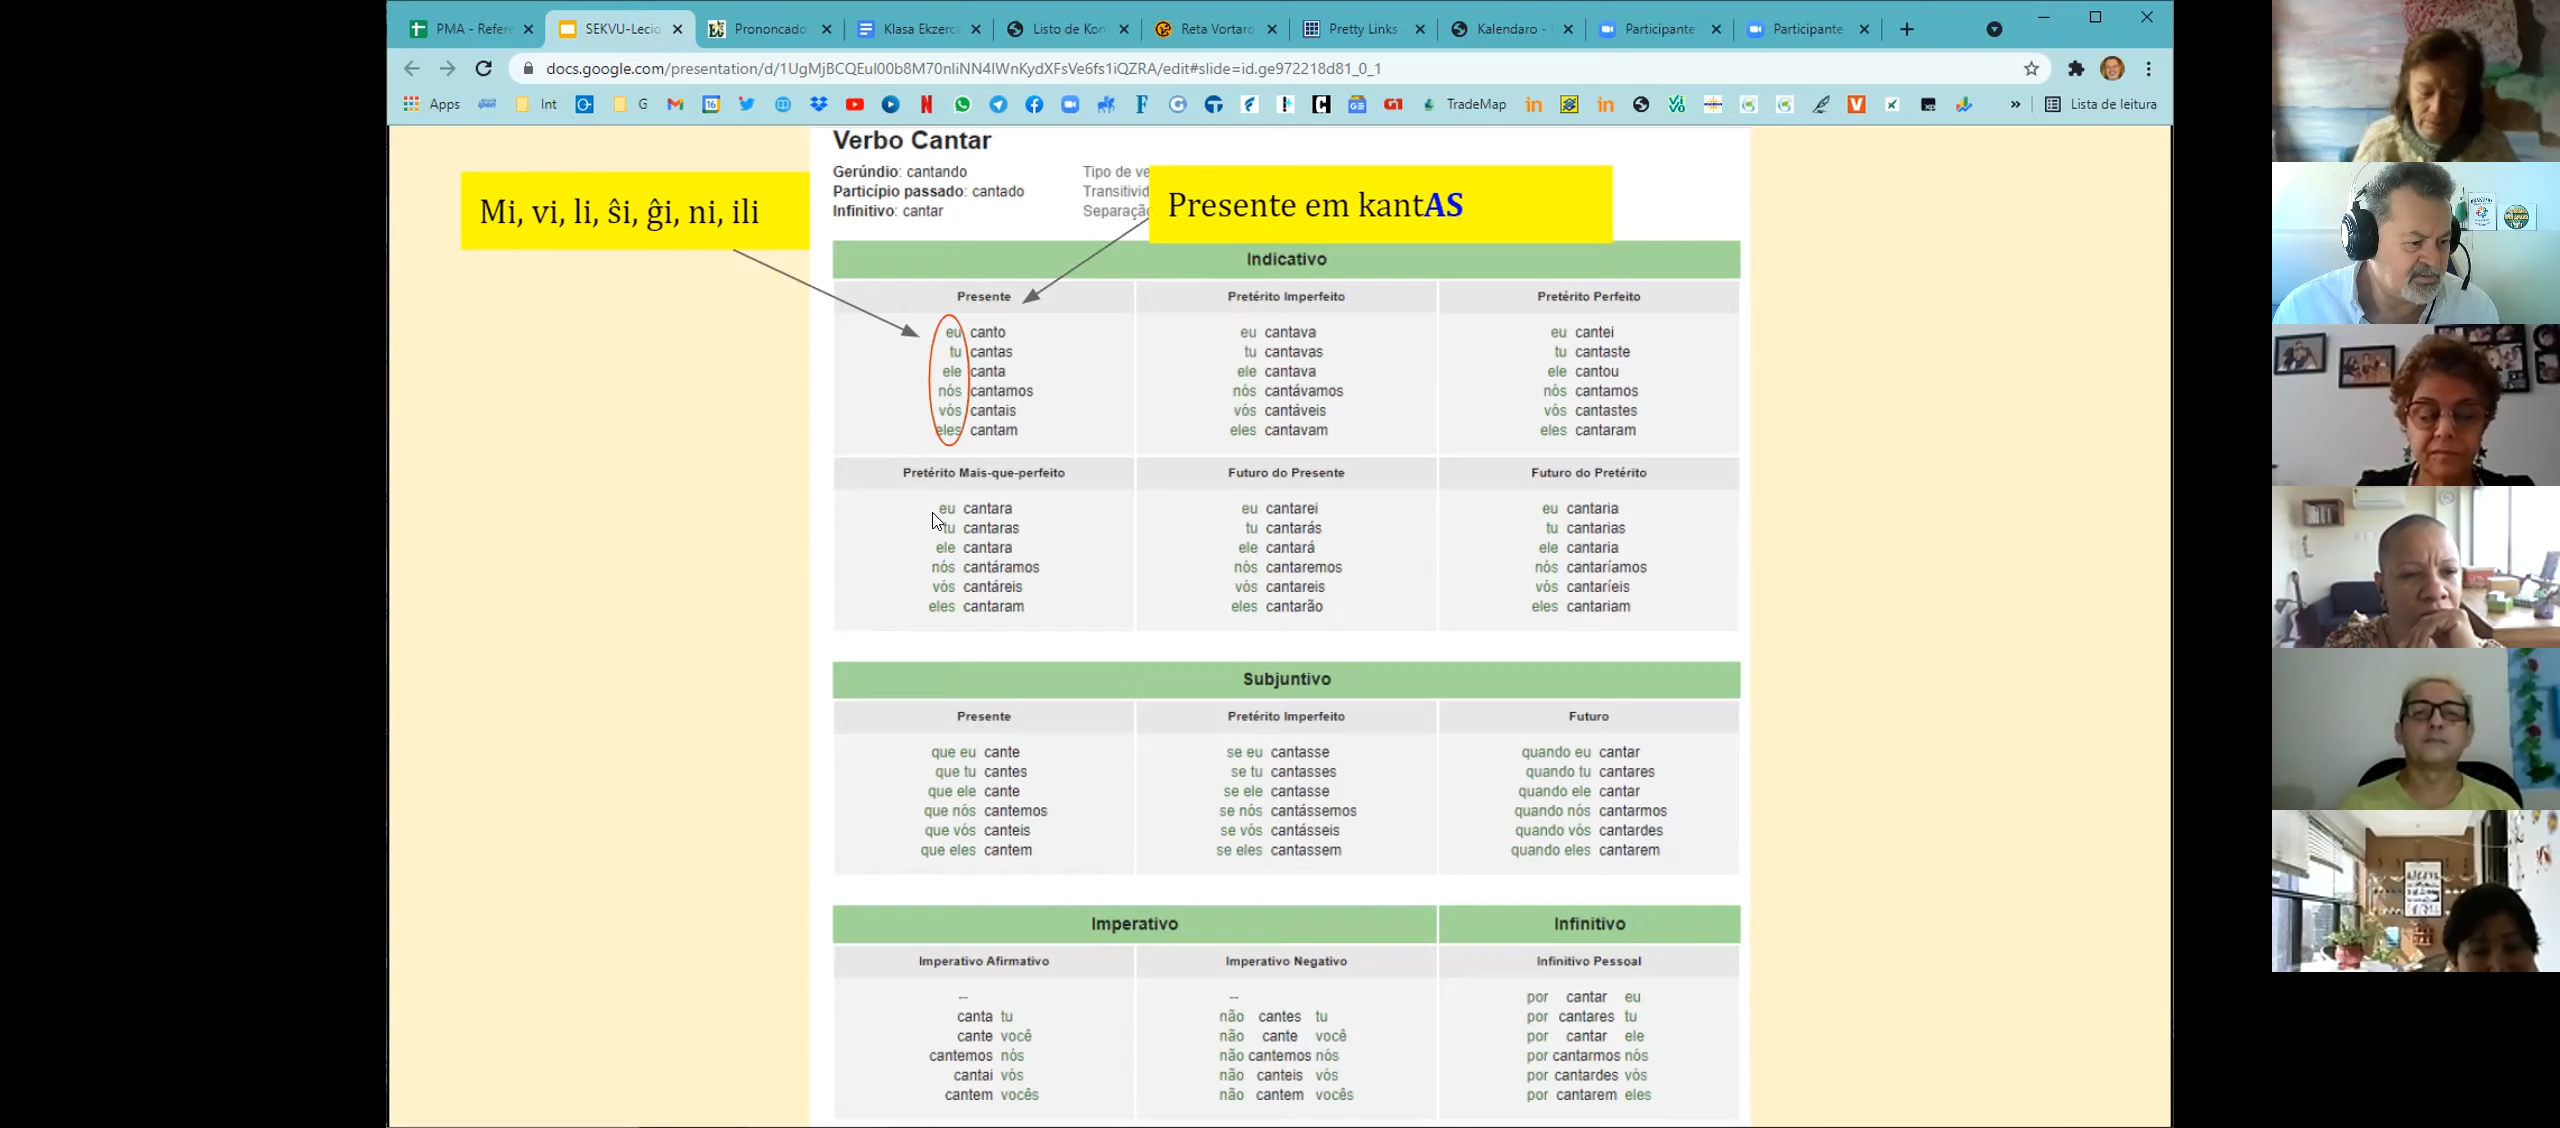 PMA - Refere
SEKVU-Lecio
Prononcado
Klasa Ekzerc
Listo de Kon
Reta Vortaro
Pretty Links
Kalendaro -
Participante
Participante
docs.google.com/presentation/d/1UgMjBCQEul00b8M70nliNN4lWnKydXFsVe6fs1iQZRA/edit#slide=id.ge972218d81_0_1
Apps
Int
G
TradeMap
Lista de leitura
Verbo Cantar
Gerúndio: cantando
Particípio passado: cantado
Infinitivo: cantar
Tipo de ve
Transitivid
Separação
Mi, vi, li, ŝi, ĝi, ni, ili
Presente em kantAS
Indicativo
Presente
eu canto
tu cantas
ele canta
nós cantamos
vós cantais
eles cantam
Pretérito Imperfeito
eu cantava
tu cantavas
ele cantava
nós cantávamos
vós cantáveis
eles cantavam
Pretérito Perfeito
eu cantei
tu cantaste
ele cantou
nós cantamos
vós cantastes
eles cantaram
Pretérito Mais-que-perfeito
eu cantara
tu cantaras
ele cantara
nós cantáramos
vós cantáreis
eles cantaram
Futuro do Presente
eu cantarei
tu cantarás
ele cantará
nós cantaremos
vós cantareis
eles cantarão
Futuro do Pretérito
eu cantaria
tu cantarias
ele cantaria
nós cantaríamos
vós cantaríeis
eles cantariam
Subjuntivo
Presente
que eu cante
que tu cantes
que ele cante
que nós cantemos
que vós canteis
que eles cantem
Pretérito Imperfeito
se eu cantasse
se tu cantasses
se ele cantasse
se nós cantássemos
se vós cantásseis
se eles cantassem
Futuro
quando eu cantar
quando tu cantares
quando ele cantar
quando nós cantarmos
quando vós cantardes
quando eles cantarem
Imperativo
Infinitivo
Imperativo Afirmativo
--
canta tu
cante você
cantemos nós
cantai vós
cantem vocês
Imperativo Negativo
--
não cantes tu
não cante você
não cantemos nós
não canteis vós
não cantem vocês
Infinitivo Pessoal
por cantar eu
por cantares tu
por cantar ele
por cantarmos nós
por cantardes vós
por cantarem eles